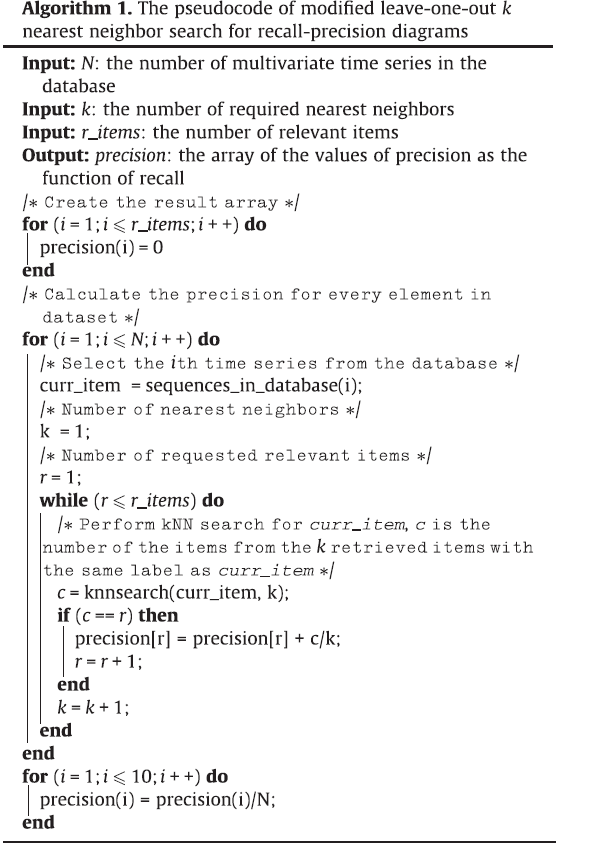 Algorithm 1. The pseudocode of modified leave-one-out k
nearest neighbor search for recall-precision diagrams
Input: N: the number of multivariate time series in the
database
Input: k: the number of required nearest neighbors
Input: r_items: the number of relevant items
Output: precision: the array of the values of precision as the
function of recall
/* Create the result array */
for (i = 1; i ⩽ r_items; i + +) do
precision(i) = 0
end
/* Calculate the precision for every element in
dataset */
for (i = 1; i ⩽ N; i + +) do
/* Select the ith time series from the database */
curr_item = sequences_in_database(i);
/* Number of nearest neighbors */
k = 1;
/* Number of requested relevant items */
r = 1;
while (r ⩽ r_items) do
/* Perform kNN search for curr_item, c is the
number of the items from the k retrieved items with
the same label as curr_item */
c = knnsearch(curr_item, k);
if (c == r) then
precision[r] = precision[r] + c/k;
r = r + 1;
end
k = k + 1;
end
end
for (i = 1; i ⩽ 10; i + +) do
precision(i) = precision(i)/N;
end